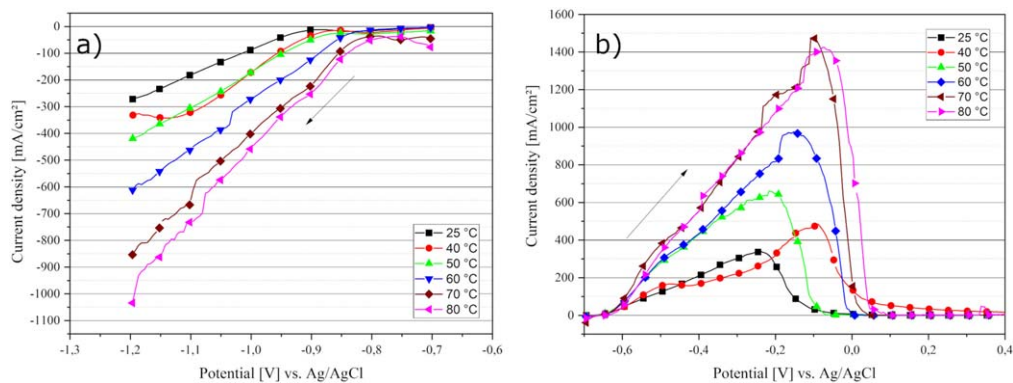 a)
Current density [mA/cm²]
0
-100
-200
-300
-400
-500
-600
-700
-800
-900
-1000
-1100
25 °C
40 °C
50 °C
60 °C
70 °C
80 °C
-1,3
-1,2
-1,1
-1,0
-0,9
-0,8
-0,7
-0,6
Potential [V] vs. Ag/AgCl
b)
Current density [mA/cm²]
1600
1400
1200
1000
800
600
400
200
0
25 °C
40 °C
50 °C
60 °C
70 °C
80 °C
-0,6
-0,4
-0,2
0,0
0,2
0,4
Potential [V] vs. Ag/AgCl